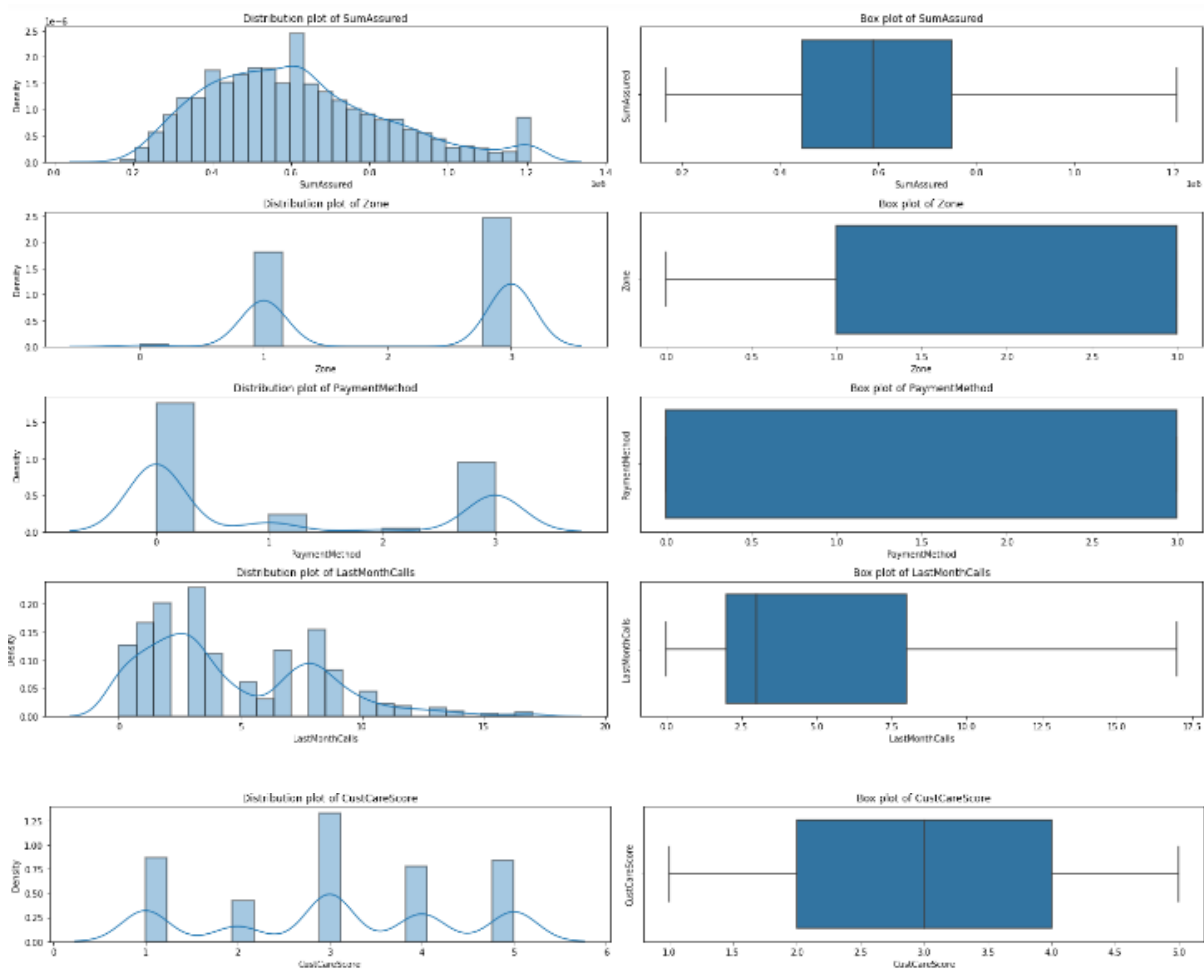 Distribution plot of SumAssured
1e-6
2.5
2.0
1.5
1.0
0.5
0.0
Density
0.0 0.2 0.4 0.6 0.8 1.0 1.2 1.4
SumAssured
1e6
Box plot of SumAssured
SumAssured
0.2 0.4 0.6 0.8 1.0 1.2
SumAssured
1e6
Distribution plot of Zone
2.5
2.0
1.5
1.0
0.5
0.0
Density
0 1 2 3
Zone
Box plot of Zone
Zone
0.0 0.5 1.0 1.5 2.0 2.5 3.0
Zone
Distribution plot of PaymentMethod
1.5
1.0
0.5
0.0
Density
0 1 2 3
PaymentMethod
Box plot of PaymentMethod
PaymentMethod
0.0 0.5 1.0 1.5 2.0 2.5 3.0
PaymentMethod
Distribution plot of LastMonthCalls
0.20
0.15
0.10
0.05
0.00
Density
0 5 10 15 20
LastMonthCalls
Box plot of LastMonthCalls
LastMonthCalls
0.0 2.5 5.0 7.5 10.0 12.5 15.0 17.5
LastMonthCalls
Distribution plot of CustCareScore
1.25
1.00
0.75
0.50
0.25
0.00
Density
0 1 2 3 4 5 6
CustCareScore
Box plot of CustCareScore
CustCareScore
1.0 1.5 2.0 2.5 3.0 3.5 4.0 4.5 5.0
CustCareScore